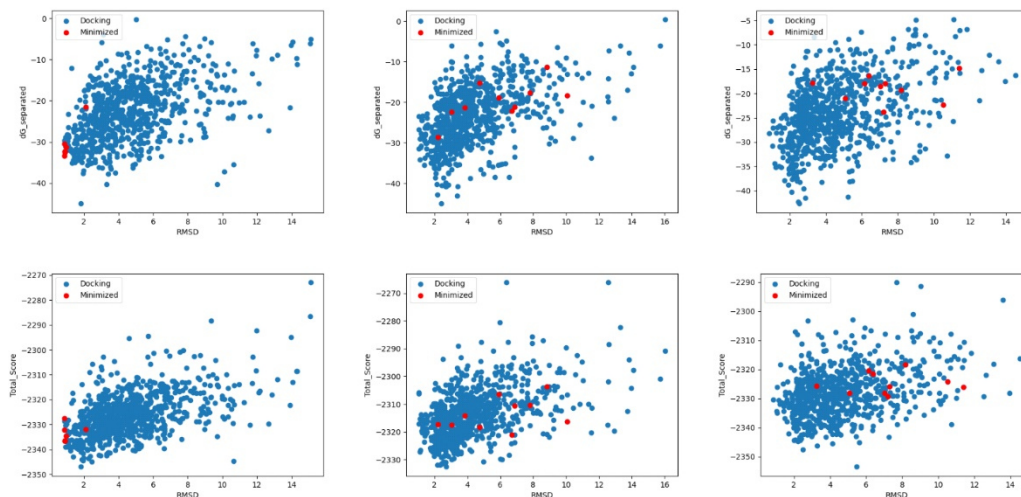 Docking
Minimized
0
−10
−20
−30
−40
dG_separated
2 4 6 8 10 12 14
RMSD
Docking
Minimized
0
−10
−20
−30
−40
dG_separated
2 4 6 8 10 12 14 16
RMSD
Docking
Minimized
−5
−10
−15
−20
−25
−30
−35
−40
dG_separated
2 4 6 8 10 12 14
RMSD
Docking
Minimized
−2270
−2280
−2290
−2300
−2310
−2320
−2330
−2340
−2350
Total_Score
2 4 6 8 10 12 14
RMSD
Docking
Minimized
−2270
−2280
−2290
−2300
−2310
−2320
−2330
Total_Score
2 4 6 8 10 12 14 16
RMSD
Docking
Minimized
−2290
−2300
−2310
−2320
−2330
−2340
−2350
Total_Score
2 4 6 8 10 12 14
RMSD